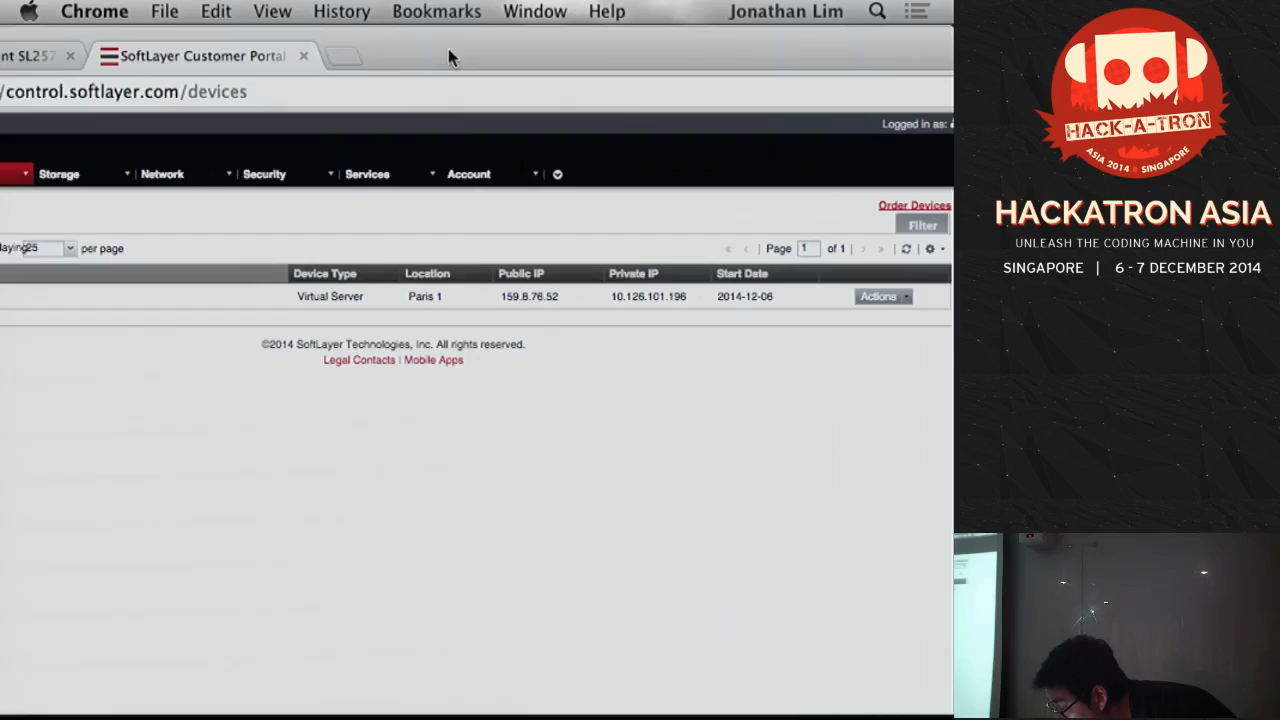 Chrome File Edit View History Bookmarks Window Help Jonathan Lim
nt SL257 SoftLayer Customer Portal
/control.softlayer.com/devices
Logged in as:
Storage Network Security Services Account
Order Devices
Filter
laying 25 per page
Page 1 of 1
Device Type Location Public IP Private IP Start Date
Virtual Server Paris 1 159.8.76.52 10.126.101.196 2014-12-06 Actions
©2014 SoftLayer Technologies, Inc. All rights reserved.
Legal Contacts | Mobile Apps
HACK-A-TRON
ASIA 2014 SINGAPORE
HACKATRON ASIA
UNLEASH THE CODING MACHINE IN YOU
SINGAPORE | 6 - 7 DECEMBER 2014